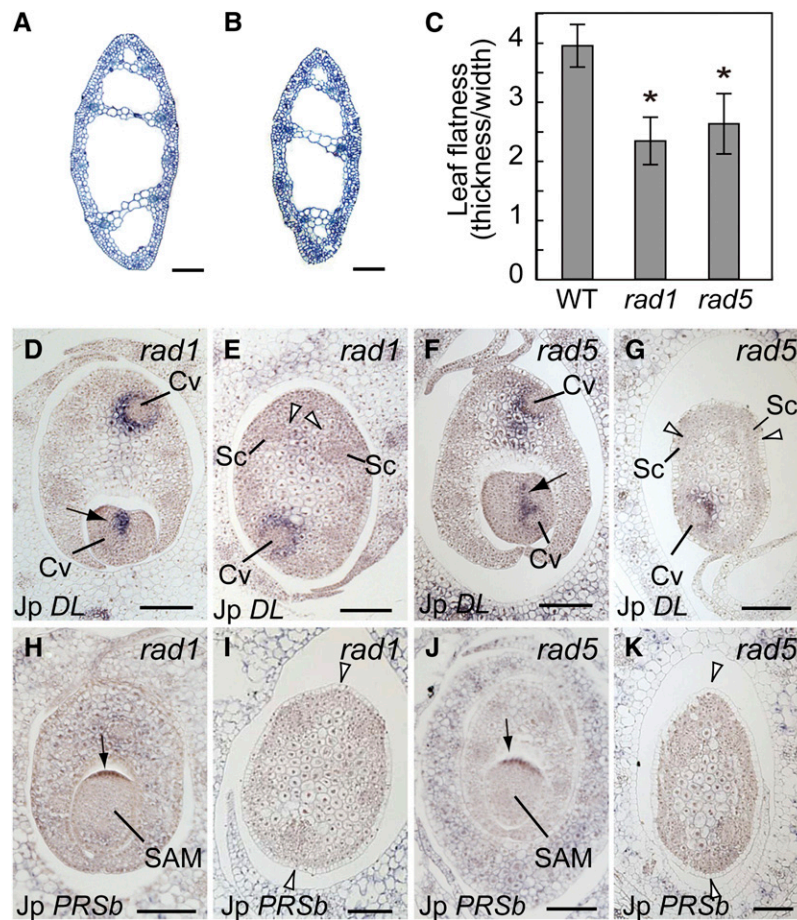 A
B
C
Leaf flatness
(thickness/width)
4
3
2
1
0
*
*
WT
rad1
rad5
D
rad1
Cv
Cv
Jp DL
E
rad1
Sc
Sc
Cv
Jp DL
F
rad5
Cv
Cv
Jp DL
G
rad5
Sc
Sc
Cv
Jp DL
H
rad1
SAM
Jp PRSb
I
rad1
Jp PRSb
J
rad5
SAM
Jp PRSb
K
rad5
Jp PRSb